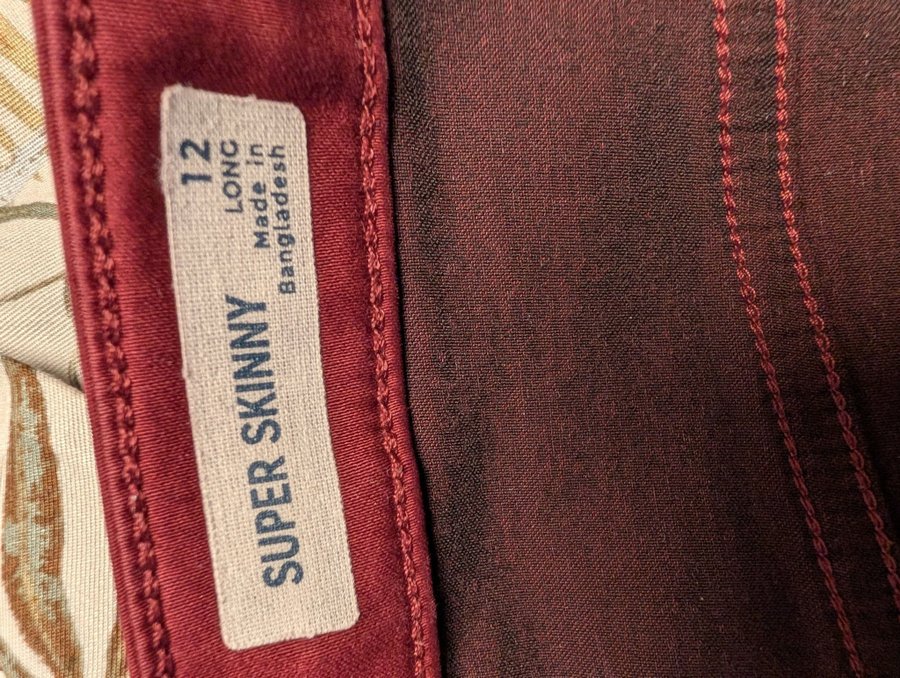 SUPER SKINNY
12
LONG
Made in
Bangladesh